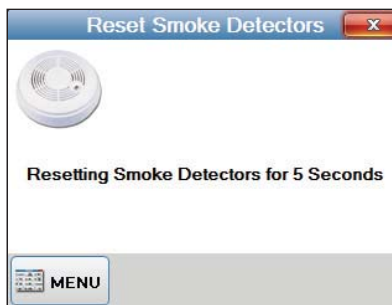 Reset Smoke Detectors
x
Resetting Smoke Detectors for 5 Seconds
MENU